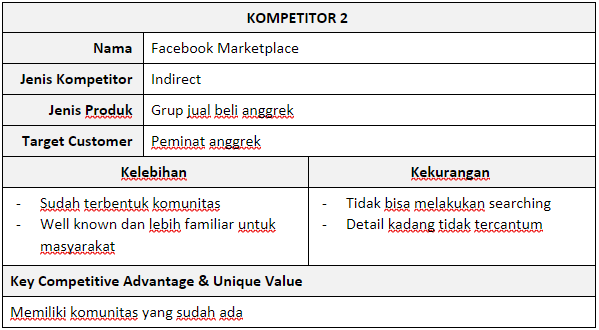 KOMPETITOR 2
Nama Facebook Marketplace
Jenis Kompetitor Indirect
Jenis Produk Grup jual beli anggrek
Target Customer Peminat anggrek
Kelebihan Kekurangan
- Sudah terbentuk komunitas - Tidak bisa melakukan searching
- Well known dan lebih familiar untuk - Detail kadang tidak tercantum
masyarakat
Key Competitive Advantage & Unique Value
Memiliki komunitas yang sudah ada